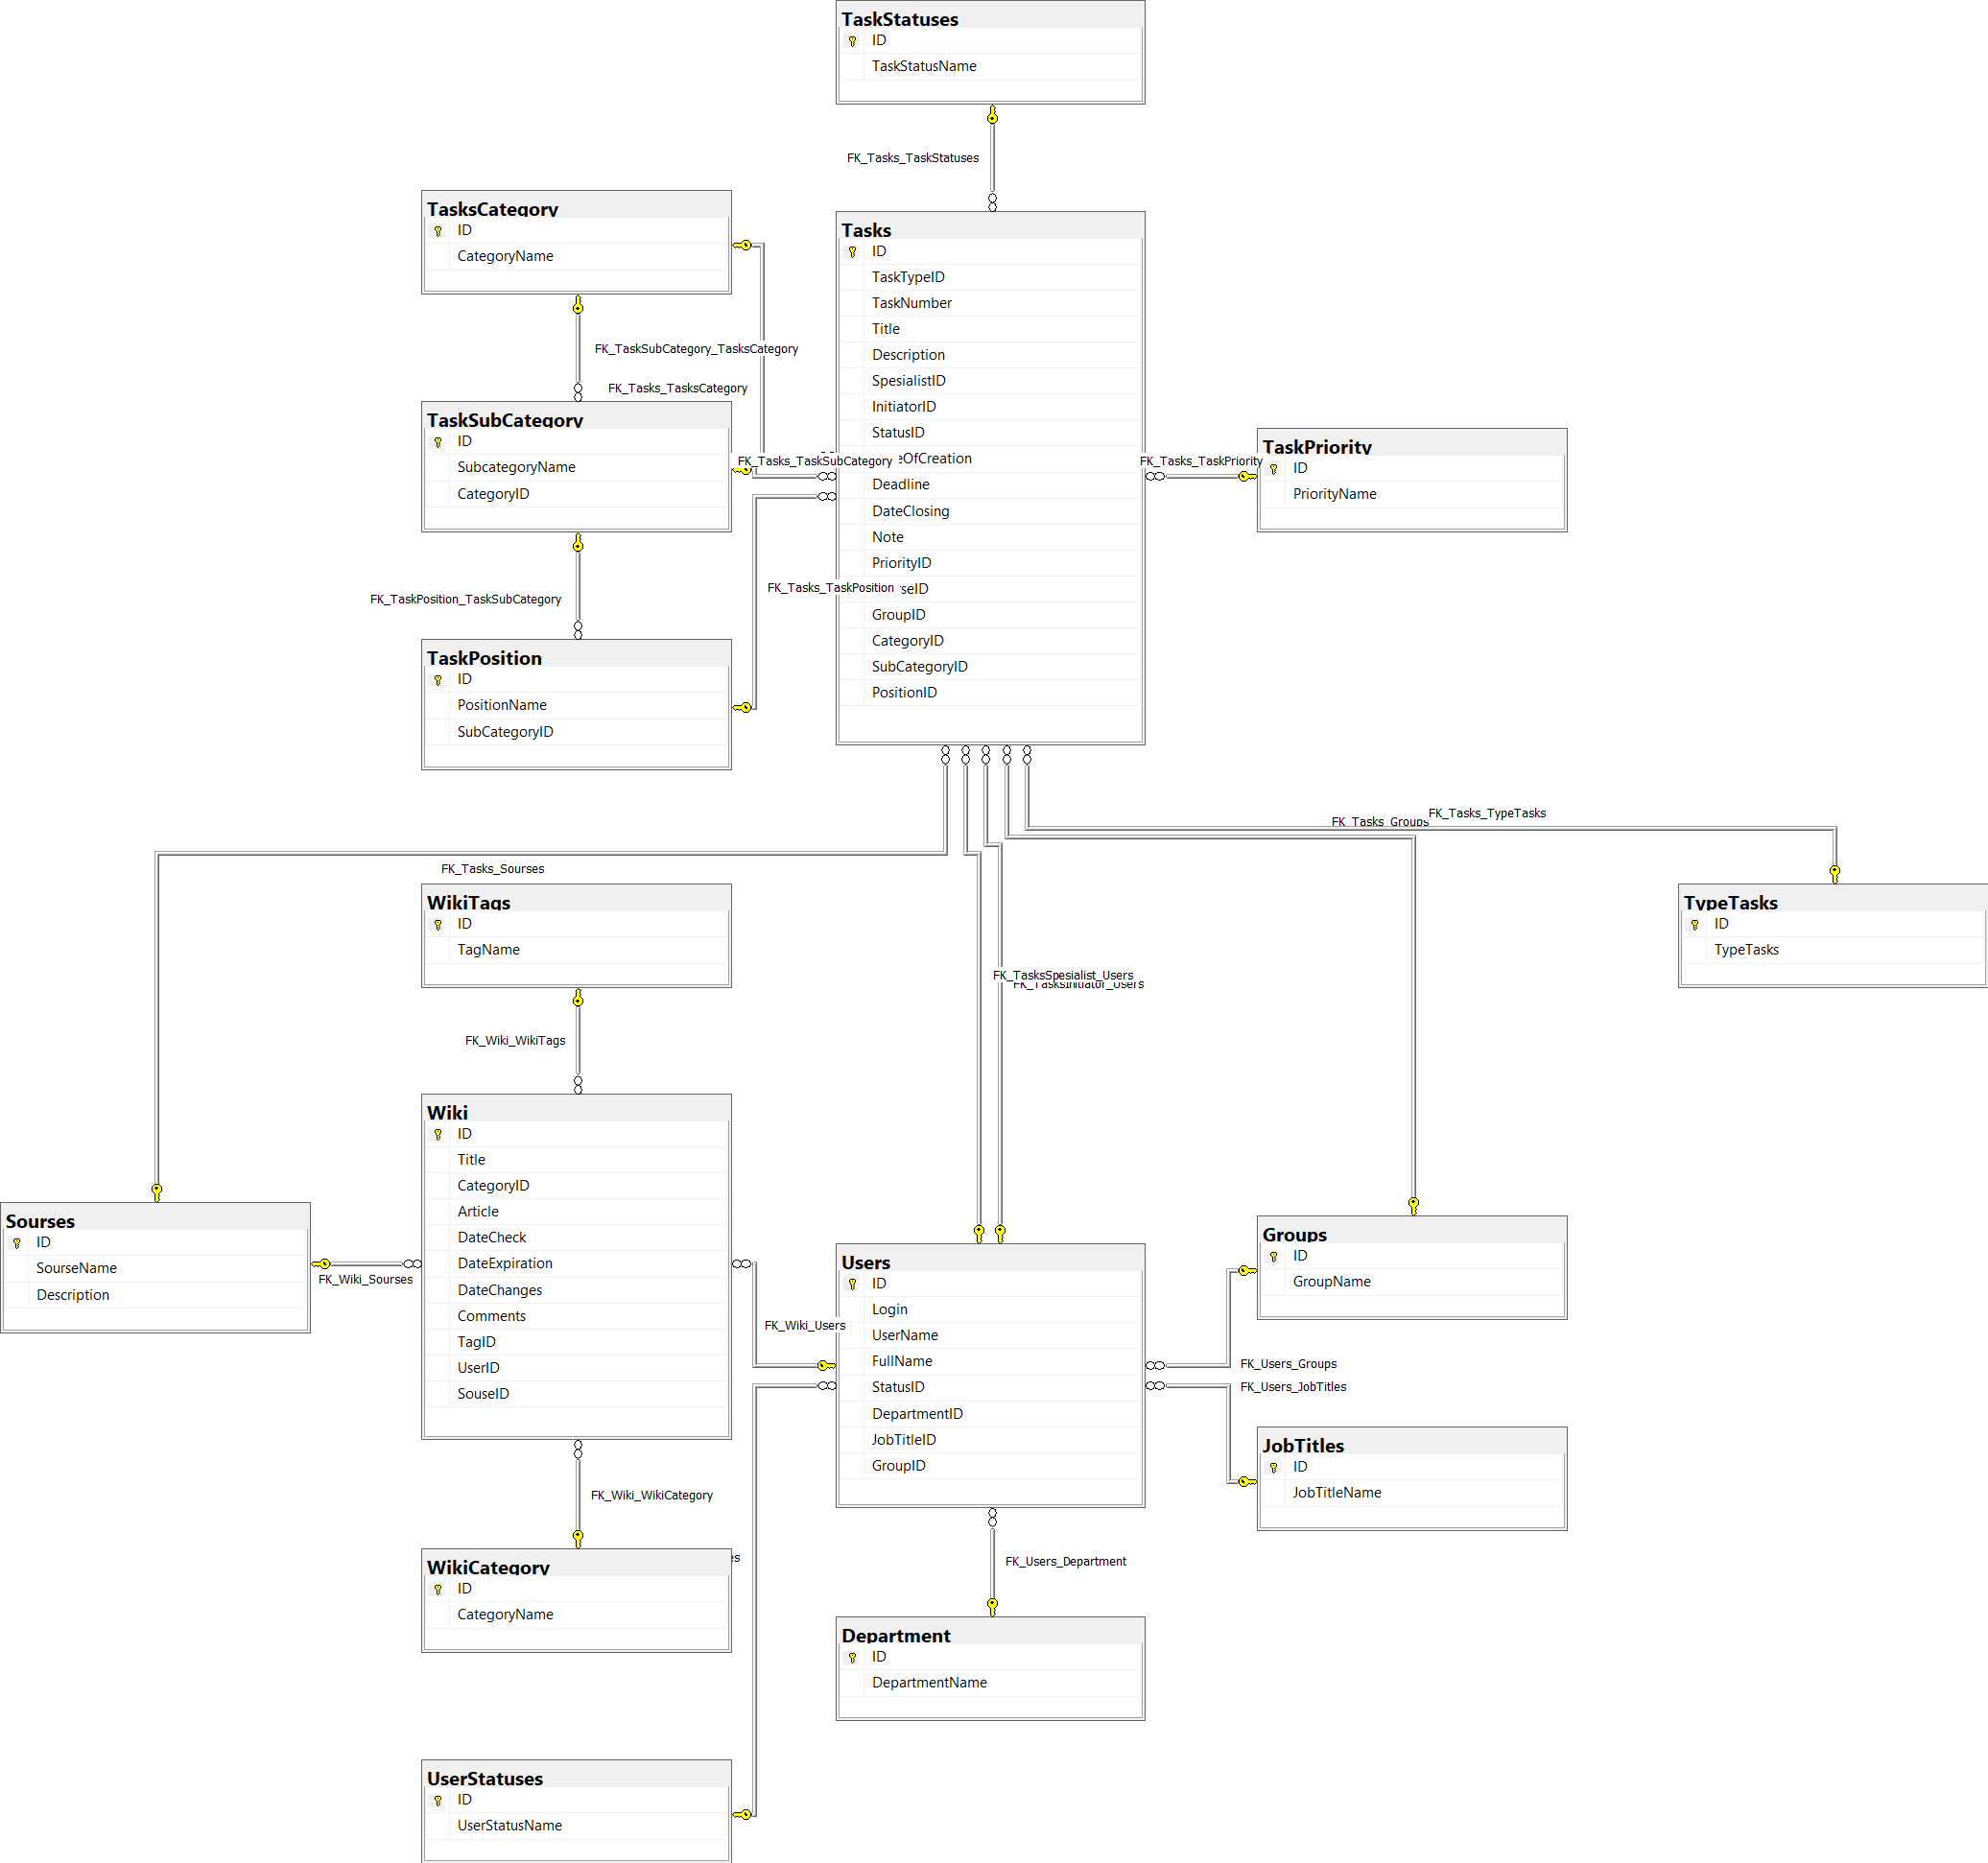 TaskStatuses
ID
TaskStatusName
FK_Tasks_TaskStatuses
TasksCategory
ID
CategoryName
FK_TaskSubCategory_TasksCategory
FK_Tasks_TasksCategory
TaskSubCategory
ID
SubcategoryName
CategoryID
FK_Tasks_TaskSubCategory
FK_TaskPosition_TaskSubCategory
TaskPosition
ID
PositionName
SubCategoryID
FK_Tasks_TaskPosition
Tasks
ID
TaskTypeID
TaskNumber
Title
Description
SpesialistID
InitiatorID
StatusID
eOfCreation
Deadline
DateClosing
Note
PriorityID
seID
GroupID
CategoryID
SubCategoryID
PositionID
FK_Tasks_TaskPriority
TaskPriority
ID
PriorityName
FK_Tasks_Groups
FK_Tasks_TypeTasks
TypeTasks
ID
TypeTasks
FK_Tasks_Sourses
WikiTags
ID
TagName
FK_Wiki_WikiTags
FK_TasksSpesialist_Users
FK_TasksInitiator_Users
Wiki
ID
Title
CategoryID
Article
DateCheck
DateExpiration
DateChanges
Comments
TagID
UserID
SouseID
Sourses
ID
SourseName
Description
FK_Wiki_Sourses
FK_Wiki_Users
Users
ID
Login
UserName
FullName
StatusID
DepartmentID
JobTitleID
GroupID
Groups
ID
GroupName
FK_Users_Groups
FK_Users_JobTitles
JobTitles
ID
JobTitleName
FK_Wiki_WikiCategory
WikiCategory
ID
CategoryName
es
FK_Users_Department
Department
ID
DepartmentName
UserStatuses
ID
UserStatusName